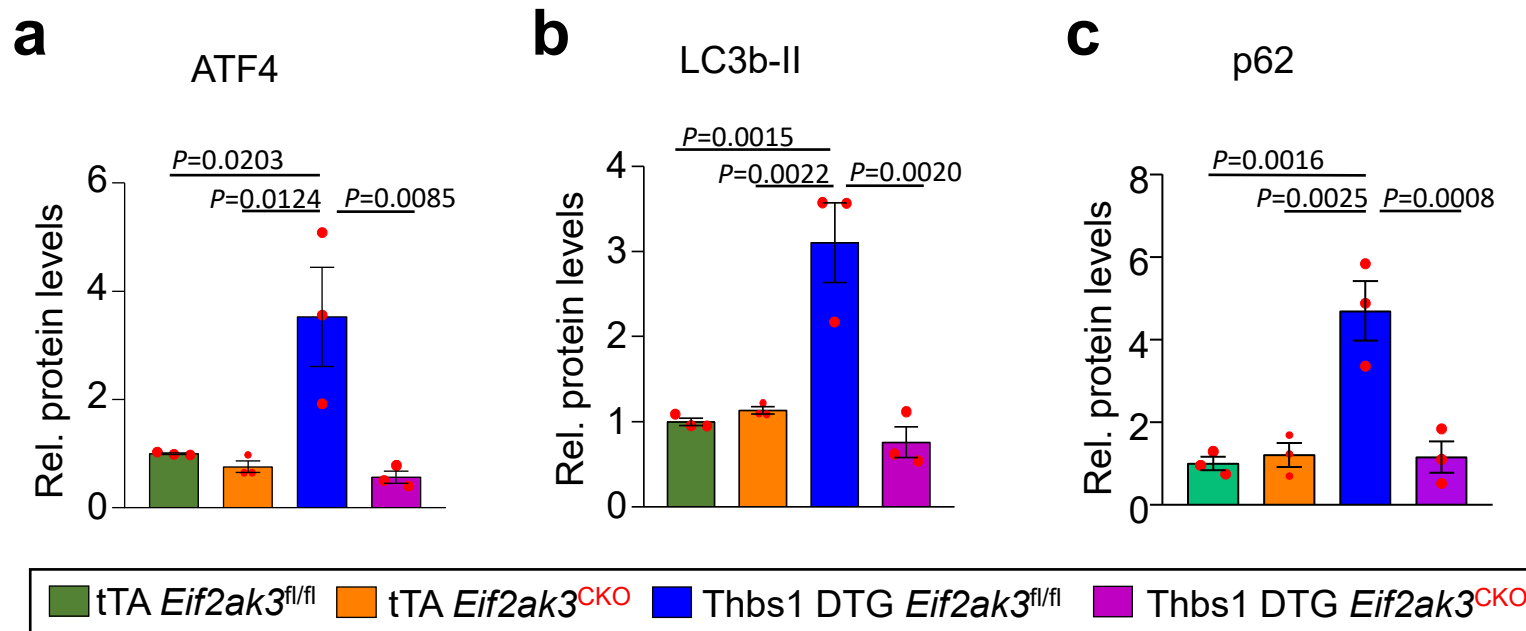 a
ATF4
Rel. protein levels
6
4
2
0
P=0.0203
P=0.0124
P=0.0085
b
LC3b-II
Rel. protein levels
4
3
2
1
0
P=0.0015
P=0.0022
P=0.0020
c
p62
Rel. protein levels
8
6
4
2
0
P=0.0016
P=0.0025
P=0.0008
tTA Eif2ak3fl/fl
tTA Eif2ak3CKO
Thbs1 DTG Eif2ak3fl/fl
Thbs1 DTG Eif2ak3CKO